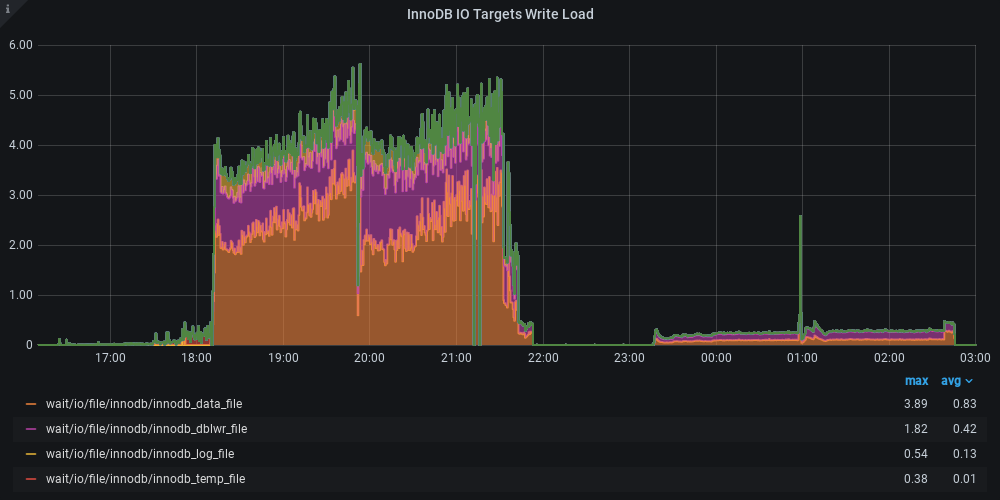 i
InnoDB IO Targets Write Load
6.00
5.00
4.00
3.00
2.00
1.00
0
17:00 18:00 19:00 20:00 21:00 22:00 23:00 00:00 01:00 02:00 03:00
max avg
wait/io/file/innodb/innodb_data_file 3.89 0.83
wait/io/file/innodb/innodb_dblwr_file 1.82 0.42
wait/io/file/innodb/innodb_log_file 0.54 0.13
wait/io/file/innodb/innodb_temp_file 0.38 0.01